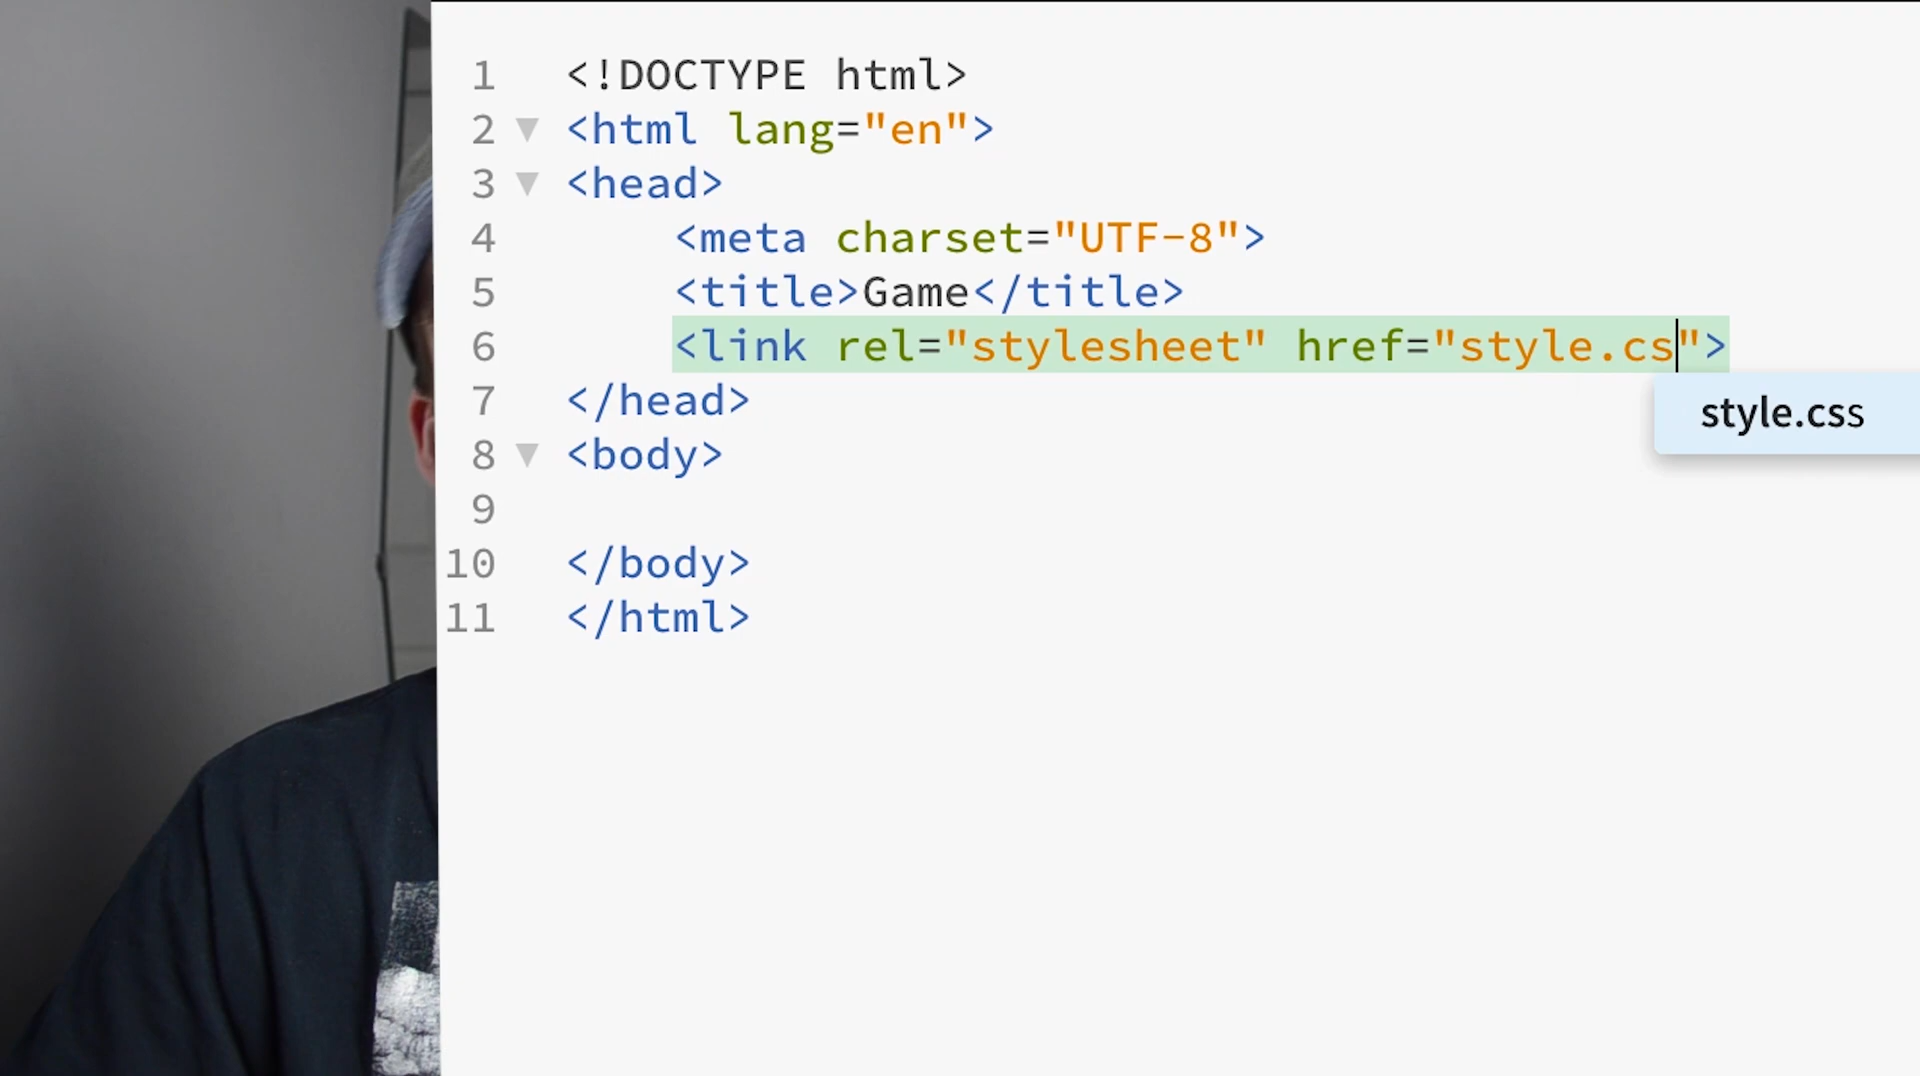 1 <!DOCTYPE html>
2 ▼ <html lang="en">
3 ▼ <head>
4 <meta charset="UTF-8">
5 <title>Game</title>
6 <link rel="stylesheet" href="style.cs">
style.css
7 </head>
8 ▼ <body>
9
10 </body>
11 </html>